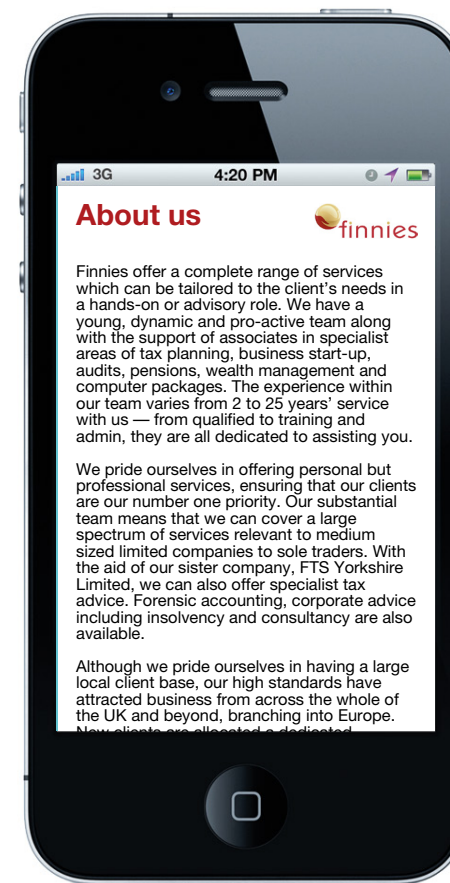 3G
4:20 PM
About us
finnies
Finnies offer a complete range of services
which can be tailored to the client's needs in
a hands-on or advisory role. We have a
young, dynamic and pro-active team along
with the support of associates in specialist
areas of tax planning, business start-up,
audits, pensions, wealth management and
computer packages. The experience within
our team varies from 2 to 25 years' service
with us — from qualified to training and
admin, they are all dedicated to assisting you.
We pride ourselves in offering personal but
professional services, ensuring that our clients
are our number one priority. Our substantial
team means that we can cover a large
spectrum of services relevant to medium
sized limited companies to sole traders. With
the aid of our sister company, FTS Yorkshire
Limited, we can also offer specialist tax
advice. Forensic accounting, corporate advice
including insolvency and consultancy are also
available.
Although we pride ourselves in having a large
local client base, our high standards have
attracted business from across the whole of
the UK and beyond, branching into Europe.
New clients are allocated a dedicated